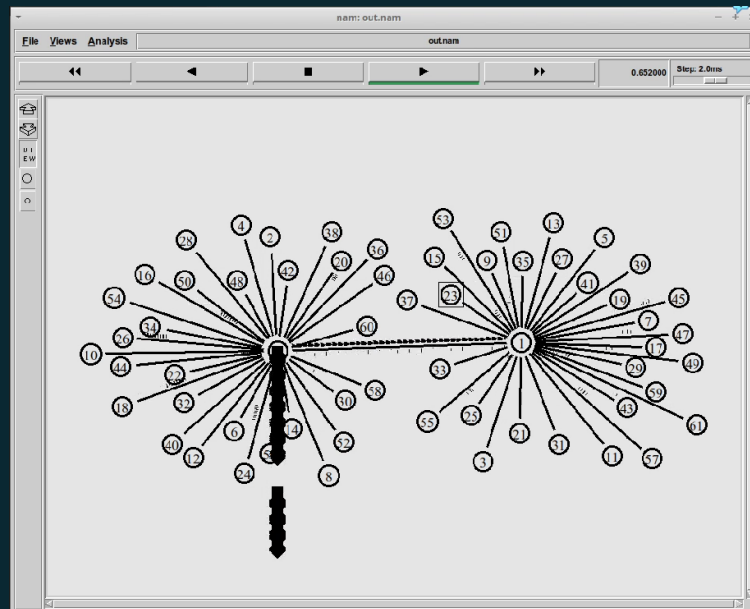 nam: out.nam
File Views Analysis out.nam
0.652000 Step: 2.0ms
53
4 13
38 51
28 2 5
36
20 15 9 35 27 39
16 50 48 42 46 41
54 37 23 19 45
34 60 7
26 47
10 1 17
44 33 29 49
22
18 32 30 58 43 59
6 14 55 25 61
40 52 21 31
12 3 11 57
24 8